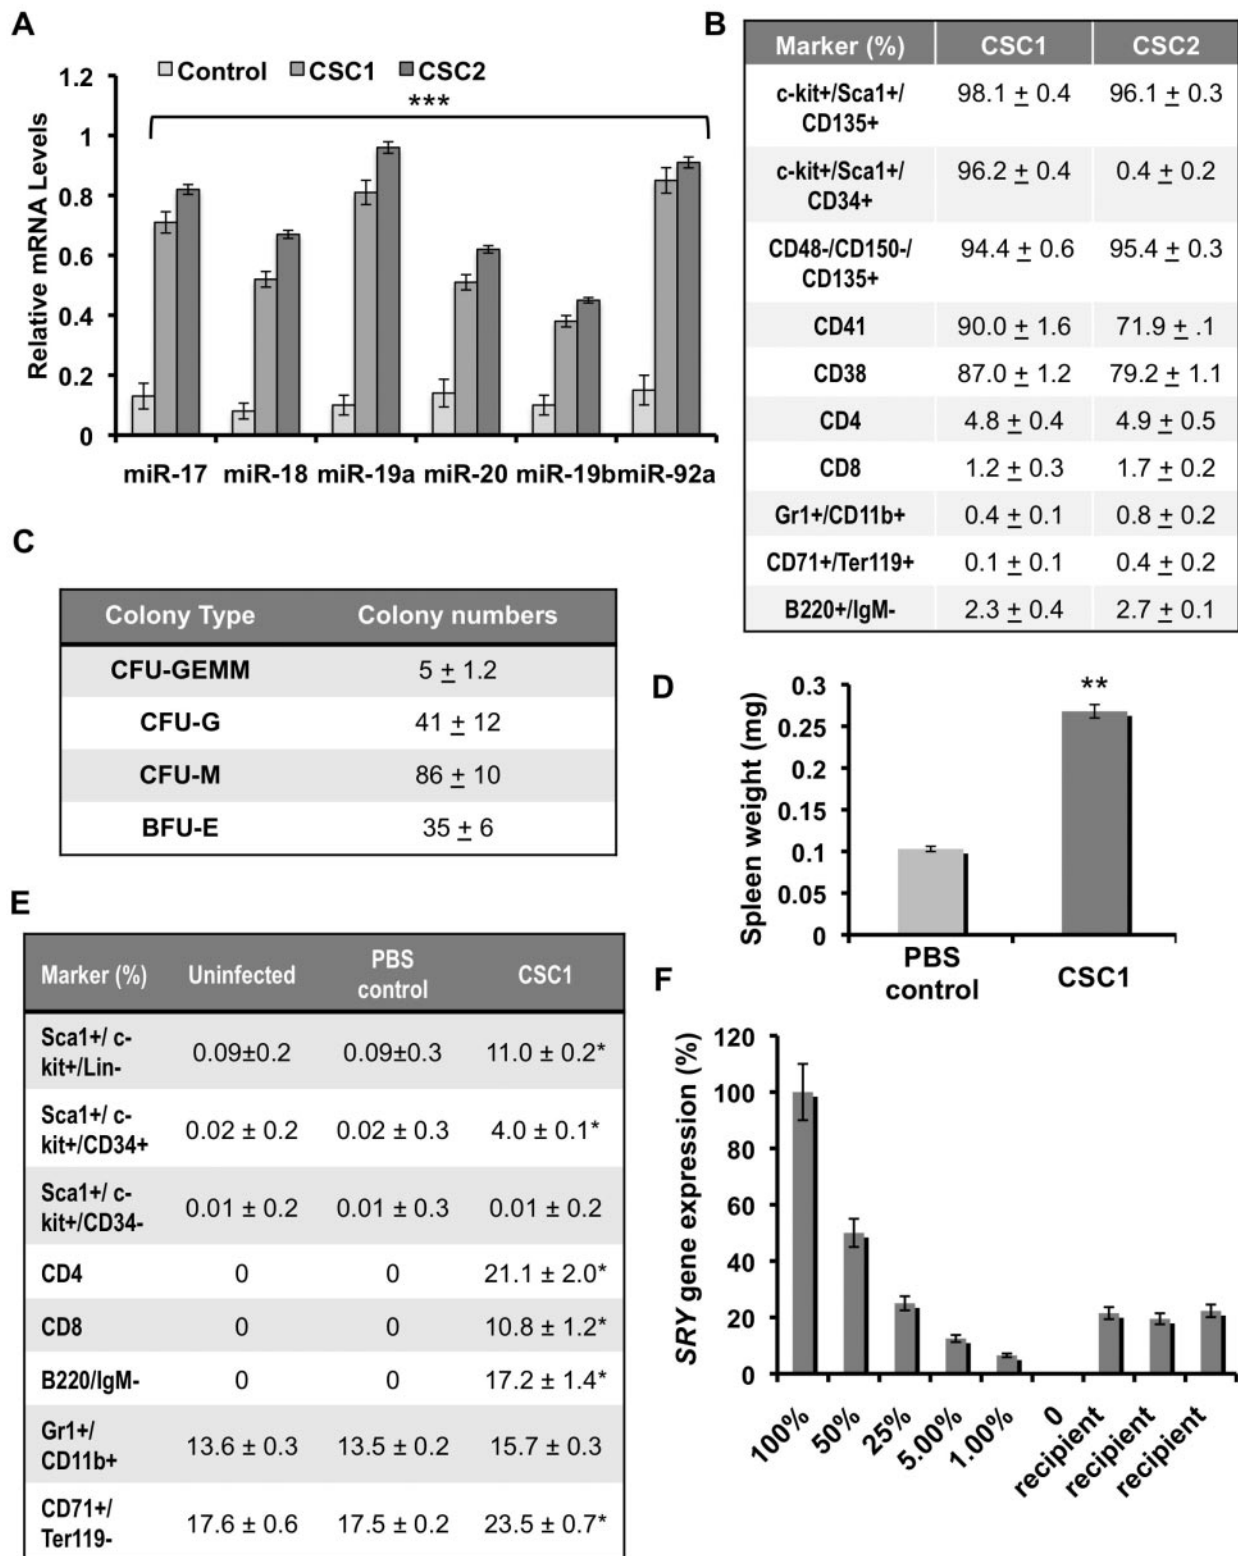 A
Control CSC1 CSC2
***
Relative mRNA Levels
1.2
1
0.8
0.6
0.4
0.2
0
miR-17 miR-18 miR-19a miR-20 miR-19b miR-92a
B
Marker (%) CSC1 CSC2
c-kit+/Sca1+/ 98.1 ± 0.4 96.1 ± 0.3
CD135+
c-kit+/Sca1+/ 96.2 ± 0.4 0.4 ± 0.2
CD34+
CD48-/CD150-/ 94.4 ± 0.6 95.4 ± 0.3
CD135+
CD41 90.0 ± 1.6 71.9 ± .1
CD38 87.0 ± 1.2 79.2 ± 1.1
CD4 4.8 ± 0.4 4.9 ± 0.5
CD8 1.2 ± 0.3 1.7 ± 0.2
Gr1+/CD11b+ 0.4 ± 0.1 0.8 ± 0.2
CD71+/Ter119+ 0.1 ± 0.1 0.4 ± 0.2
B220+/IgM- 2.3 ± 0.4 2.7 ± 0.1
C
Colony Type Colony numbers
CFU-GEMM 5 ± 1.2
CFU-G 41 ± 12
CFU-M 86 ± 10
BFU-E 35 ± 6
D
Spleen weight (mg)
0.3
0.25
0.2
0.15
0.1
0.05
0
**
PBS
control
CSC1
E
Marker (%) Uninfected PBS
control CSC1
Sca1+/ c-
kit+/Lin- 0.09±0.2 0.09±0.3 11.0 ± 0.2*
Sca1+/ c-
kit+/CD34+ 0.02 ± 0.2 0.02 ± 0.3 4.0 ± 0.1*
Sca1+/ c-
kit+/CD34- 0.01 ± 0.2 0.01 ± 0.3 0.01 ± 0.2
CD4 0 0 21.1 ± 2.0*
CD8 0 0 10.8 ± 1.2*
B220/IgM- 0 0 17.2 ± 1.4*
Gr1+/
CD11b+ 13.6 ± 0.3 13.5 ± 0.2 15.7 ± 0.3
CD71+/
Ter119- 17.6 ± 0.6 17.5 ± 0.2 23.5 ± 0.7*
F
SRY gene expression (%)
120
100
80
60
40
20
0
100% 50% 25% 5.00% 1.00% 0 recipient recipient recipient